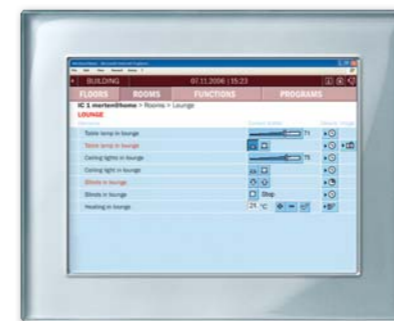 BUILDING 07.11.2006 | 15:23
FLOORS ROOMS FUNCTIONS PROGRAMS
IC 1 merten@home > Rooms > Lounge
LOUNGE
Table lamp in lounge 71
Table lamp in lounge
Ceiling lights in lounge 75
Ceiling light in lounge
Blinds in lounge
Blinds in lounge Stop
Heating in lounge °C